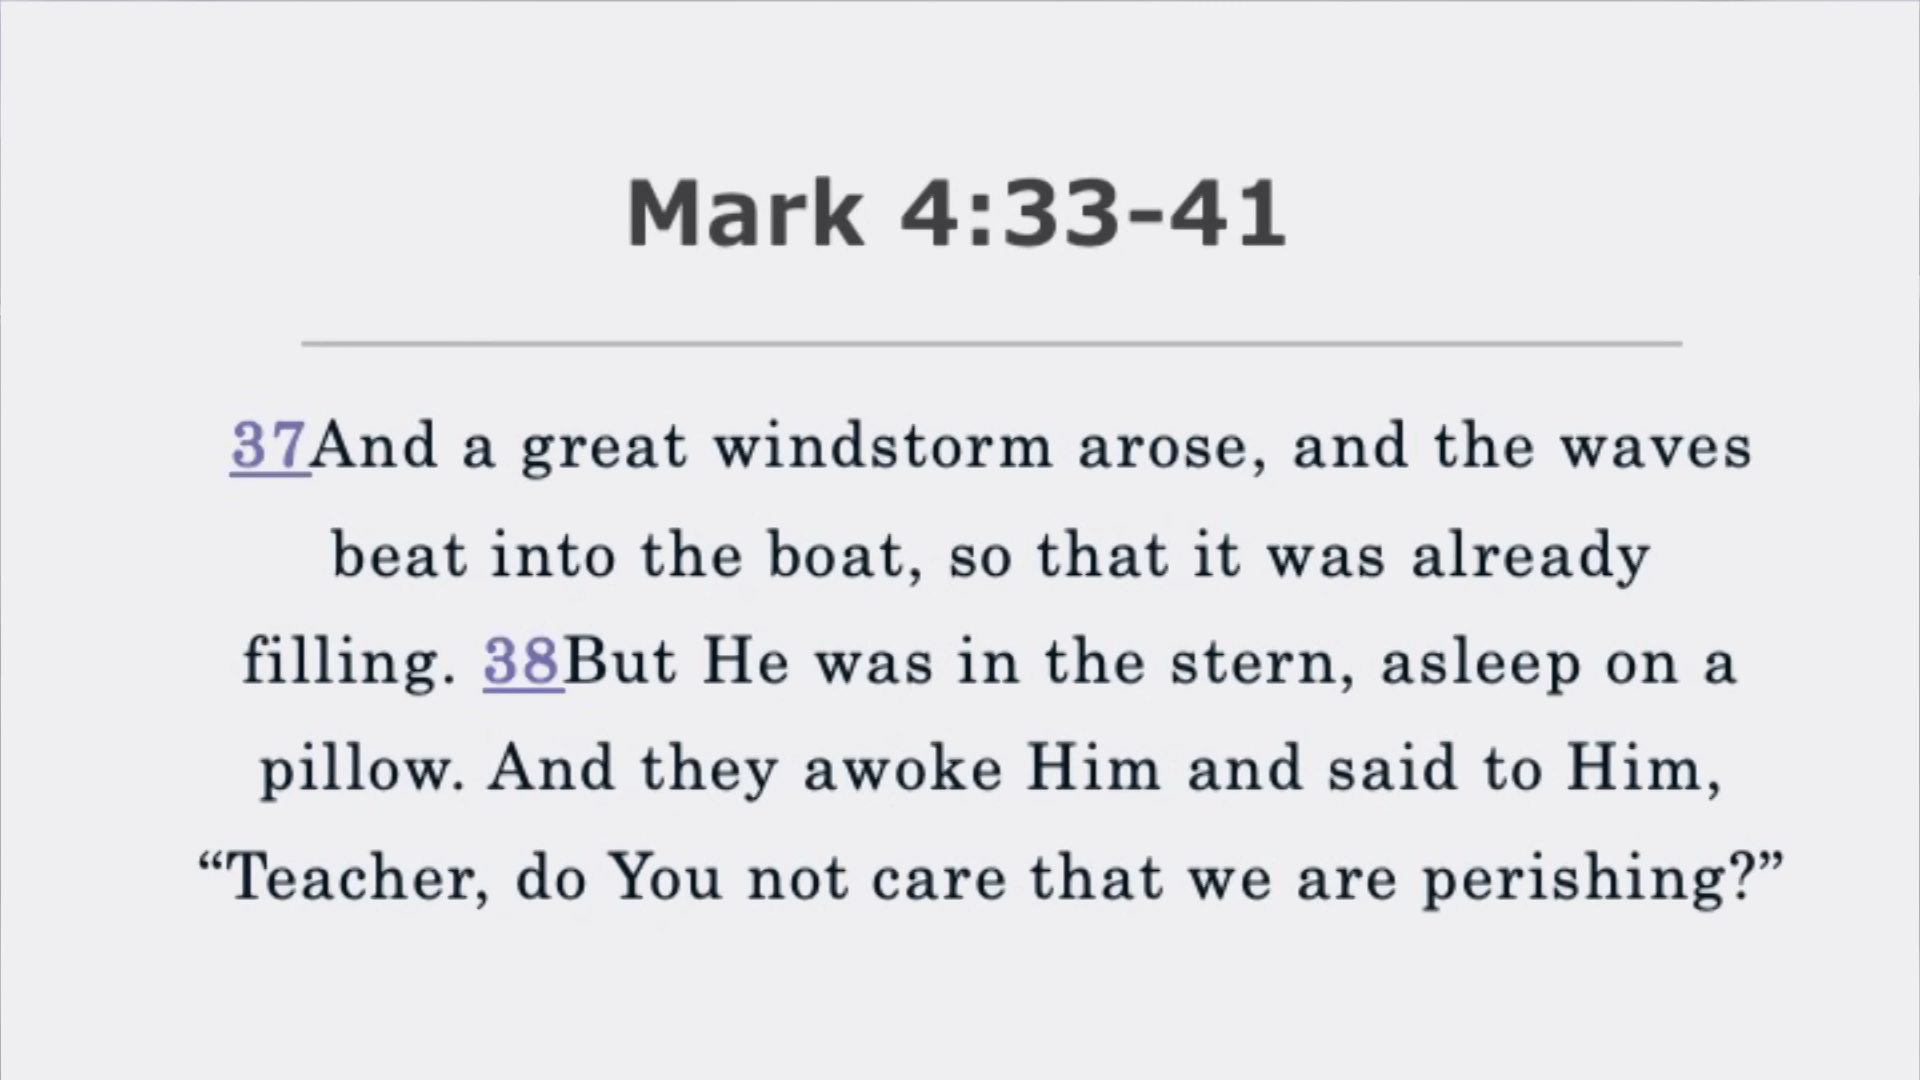 Mark 4:33-41
37And a great windstorm arose, and the waves
beat into the boat, so that it was already
filling. 38But He was in the stern, asleep on a
pillow. And they awoke Him and said to Him,
“Teacher, do You not care that we are perishing?”